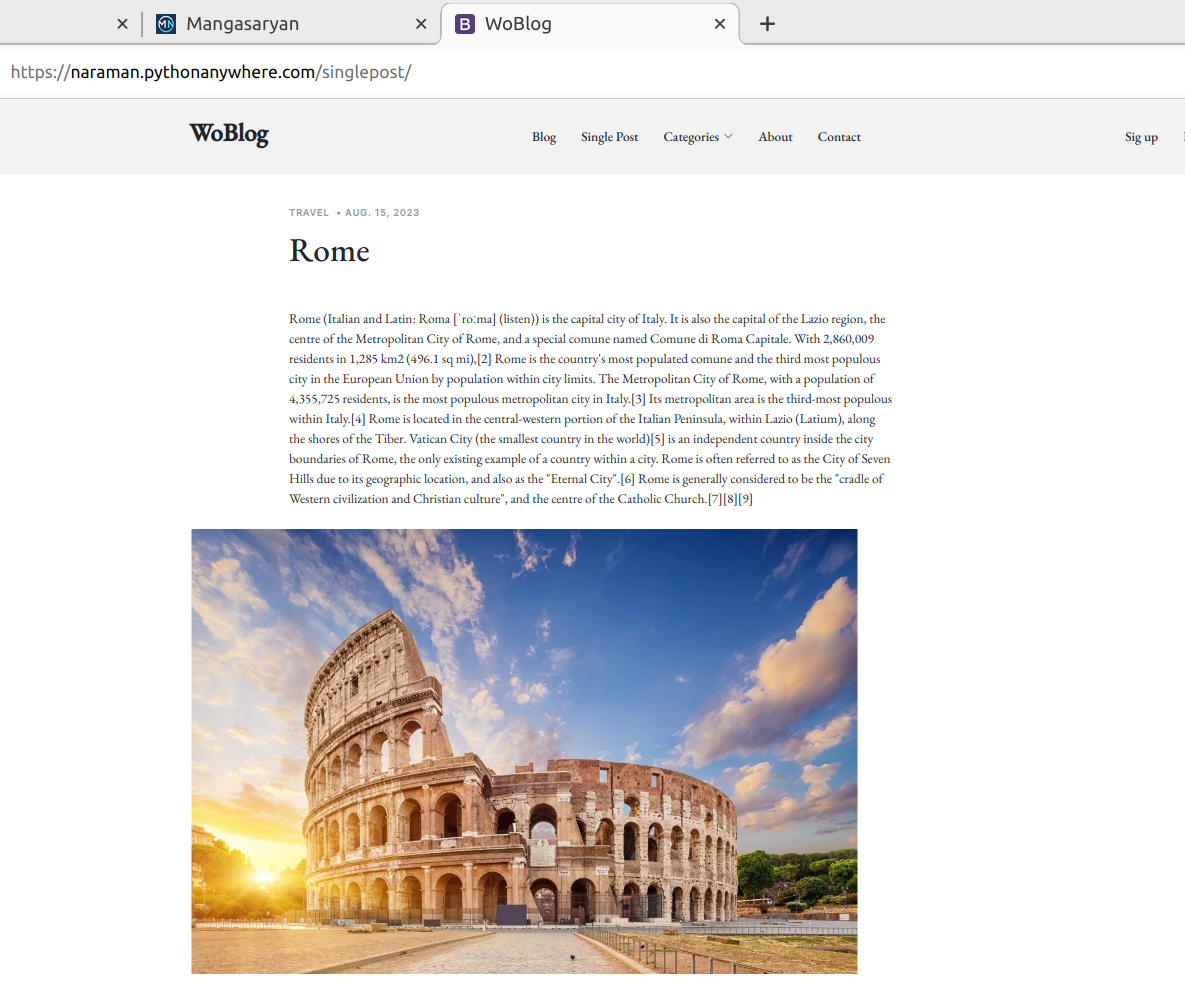 Mangasaryan
B WoBlog
https://naraman.pythonanywhere.com/singlepost/
WoBlog
Blog Single Post Categories About Contact Sig up
TRAVEL • AUG. 15, 2023
Rome
Rome (Italian and Latin: Roma [ˈroːma] (listen)) is the capital city of Italy. It is also the capital of the Lazio region, the
centre of the Metropolitan City of Rome, and a special comune named Comune di Roma Capitale. With 2,860,009
residents in 1,285 km2 (496.1 sq mi),[2] Rome is the country's most populated comune and the third most populous
city in the European Union by population within city limits. The Metropolitan City of Rome, with a population of
4,355,725 residents, is the most populous metropolitan city in Italy.[3] Its metropolitan area is the third-most populous
within Italy.[4] Rome is located in the central-western portion of the Italian Peninsula, within Lazio (Latium), along
the shores of the Tiber. Vatican City (the smallest country in the world)[5] is an independent country inside the city
boundaries of Rome, the only existing example of a country within a city. Rome is often referred to as the City of Seven
Hills due to its geographic location, and also as the "Eternal City".[6] Rome is generally considered to be the "cradle of
Western civilization and Christian culture", and the centre of the Catholic Church.[7][8][9]